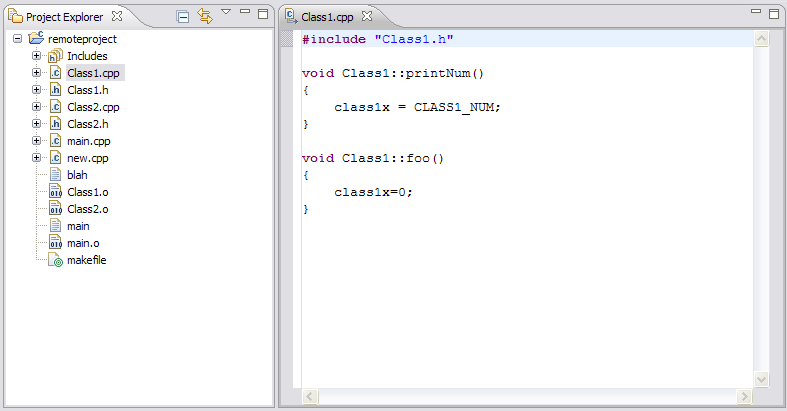 Project Explorer
remoteproject
Includes
Class1.cpp
Class1.h
Class2.cpp
Class2.h
main.cpp
new.cpp
blah
Class1.o
Class2.o
main
main.o
makefile
Class1.cpp
#include "Class1.h"
void Class1::printNum()
{
    class1x = CLASS1_NUM;
}
void Class1::foo()
{
    class1x=0;
}